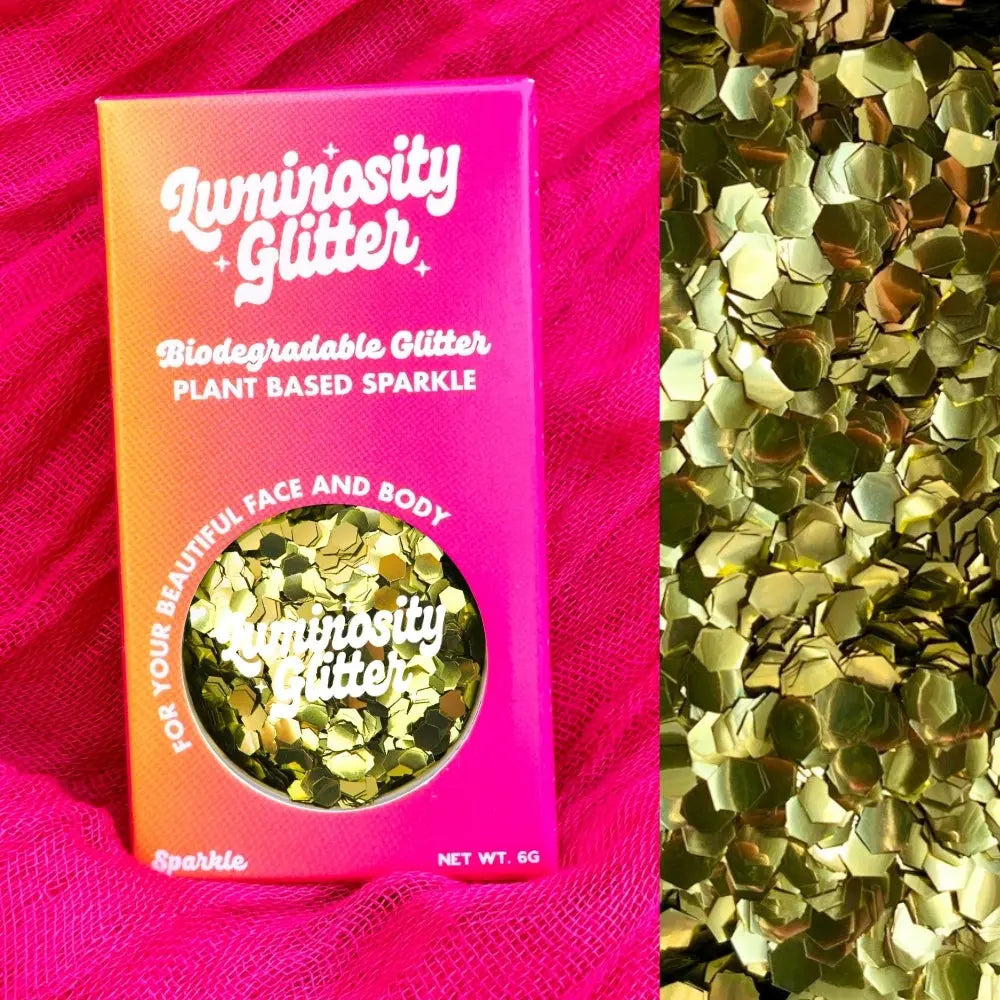 Luminosity
Glitter
Biodegradable Glitter
PLANT BASED SPARKLE
FOR YOUR BEAUTIFUL FACE AND BODY
Luminosity
Glitter
Sparkle
NET WT. 6G